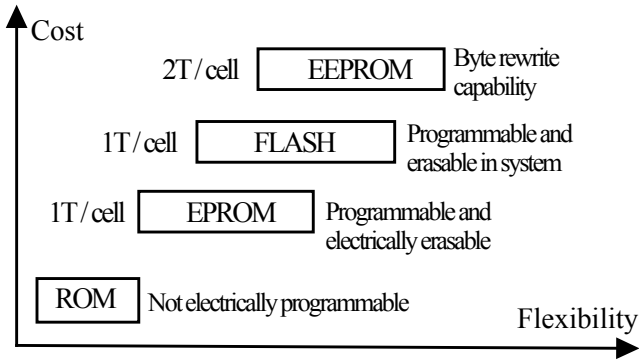 Cost
2T/cell EEPROM Byte rewrite
capability
1T/cell FLASH Programmable and
erasable in system
1T/cell EPROM Programmable and
electrically erasable
ROM Not electrically programmable
Flexibility